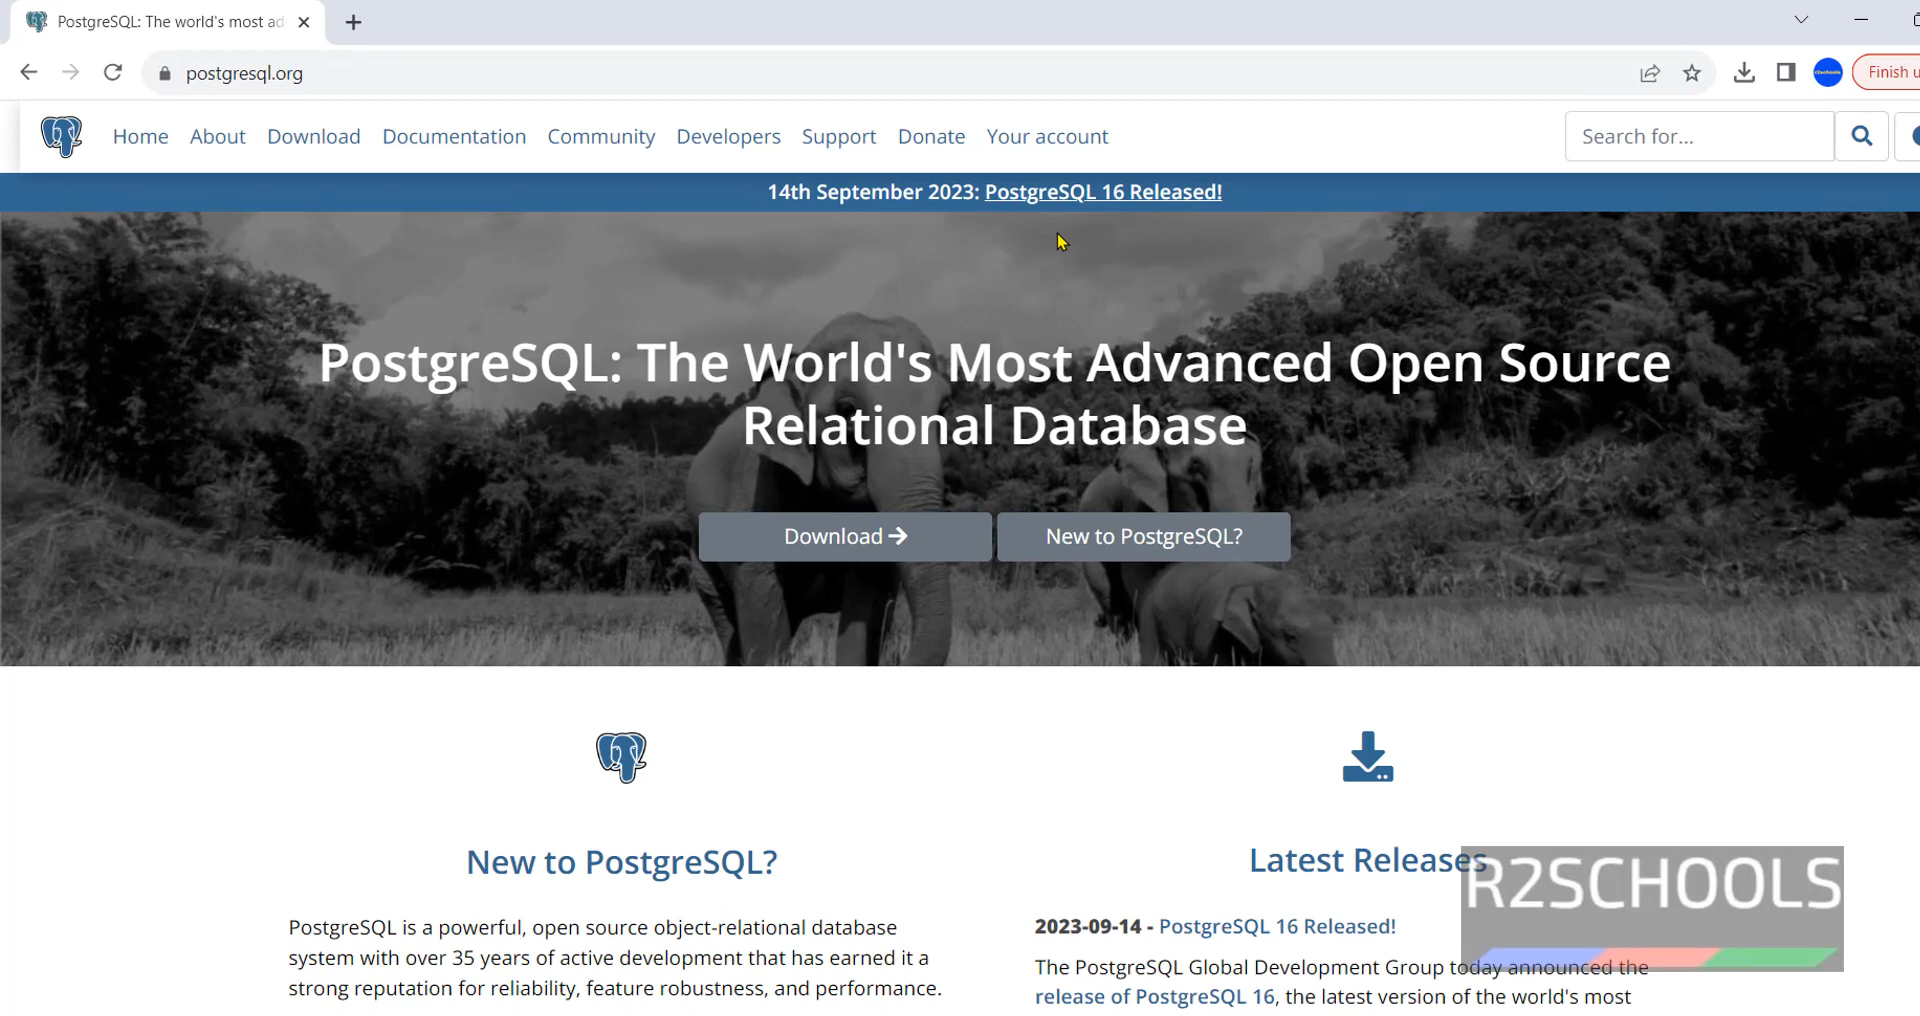 PostgreSQL: The world's most ad
postgresql.org
Finish u
Home About Download Documentation Community Developers Support Donate Your account
Search for...
14th September 2023: PostgreSQL 16 Released!
PostgreSQL: The World's Most Advanced Open Source
Relational Database
Download
New to PostgreSQL?
New to PostgreSQL?
PostgreSQL is a powerful, open source object-relational database
system with over 35 years of active development that has earned it a
strong reputation for reliability, feature robustness, and performance.
Latest Releases
2023-09-14 - PostgreSQL 16 Released!
The PostgreSQL Global Development Group today announced the
release of PostgreSQL 16, the latest version of the world's most
R2SCHOOLS